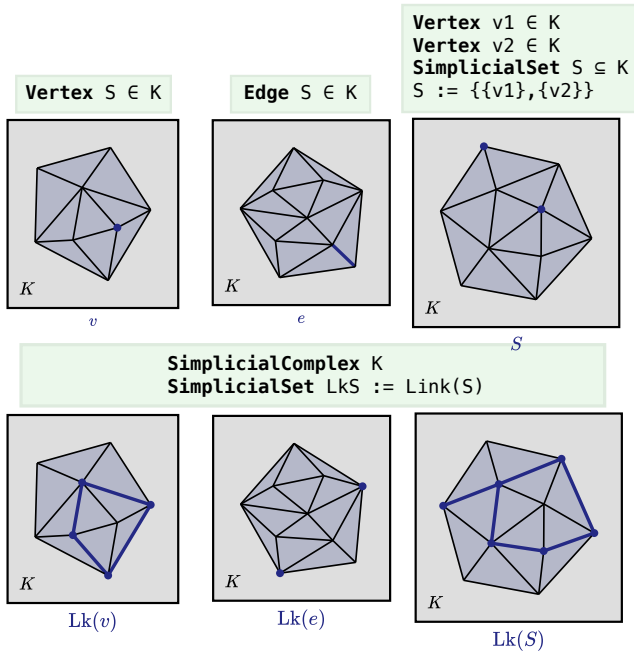 Vertex S ∈ K
Edge S ∈ K
Vertex v1 ∈ K
Vertex v2 ∈ K
SimplicialSet S ⊆ K
S := {{v1},{v2}}
K
v
K
e
K
S
SimplicialComplex K
SimplicialSet LkS := Link(S)
K
Lk(v)
K
Lk(e)
K
Lk(S)